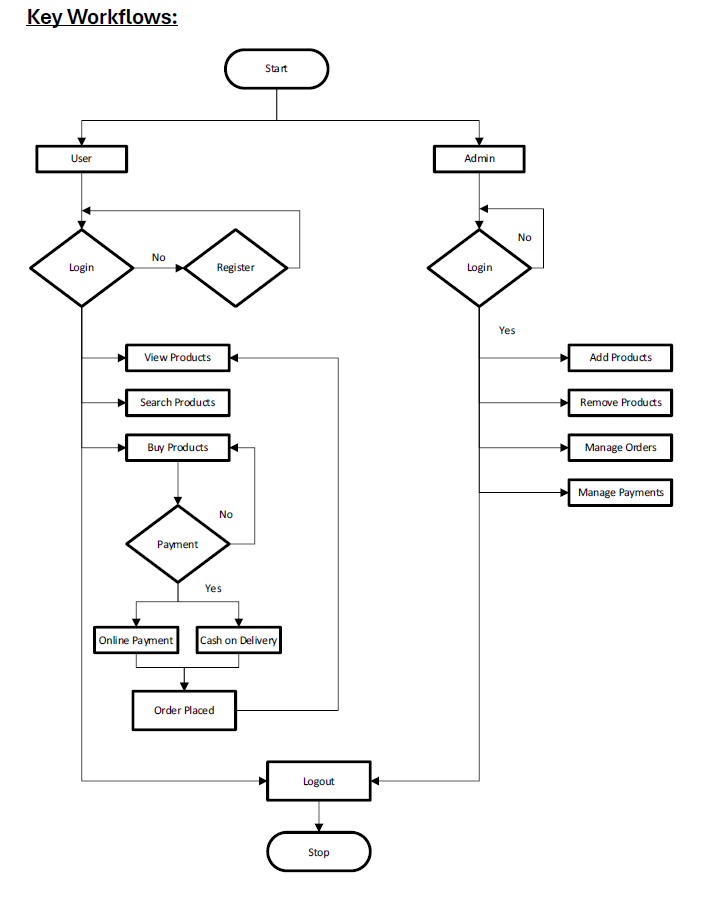 Key Workflows:
Start
User
Admin
No
Login
No
Register
Login
Yes
View Products
Add Products
Search Products
Remove Products
Buy Products
Manage Orders
Manage Payments
No
Payment
Yes
Online Payment
Cash on Delivery
Order Placed
Logout
Stop